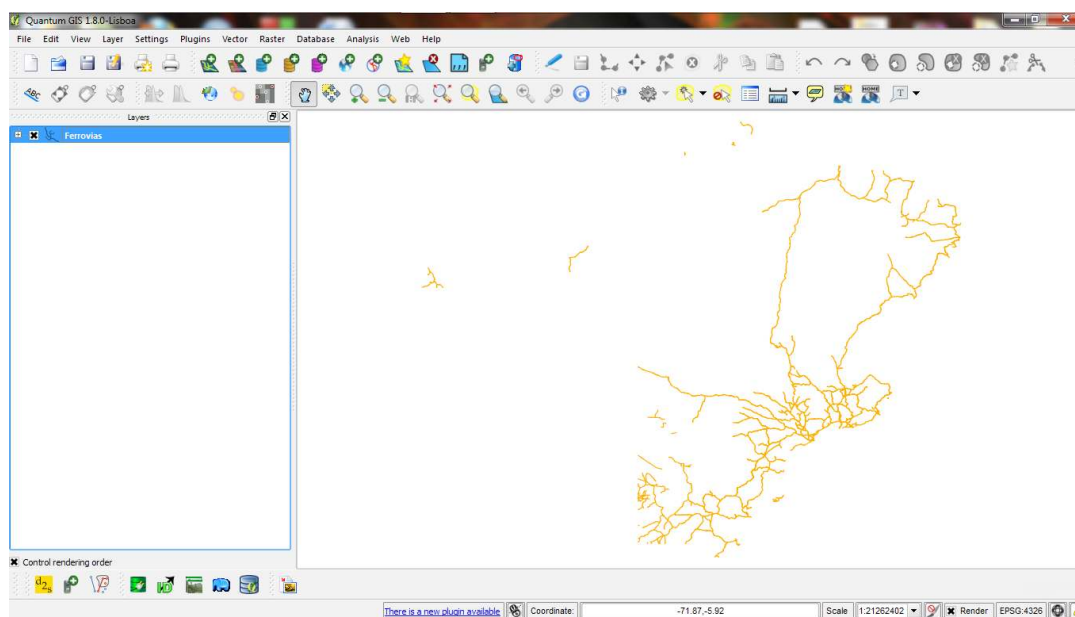 Quantum GIS 1.8.0-Lisboa
File Edit View Layer Settings Plugins Vector Raster Database Analysis Web Help
ABC
T
Layers
Ferrovias
Control rendering order
d2s
There is a new plugin available Coordinate: -71.87,-5.92 Scale 1:21262402 Render EPSG:4326